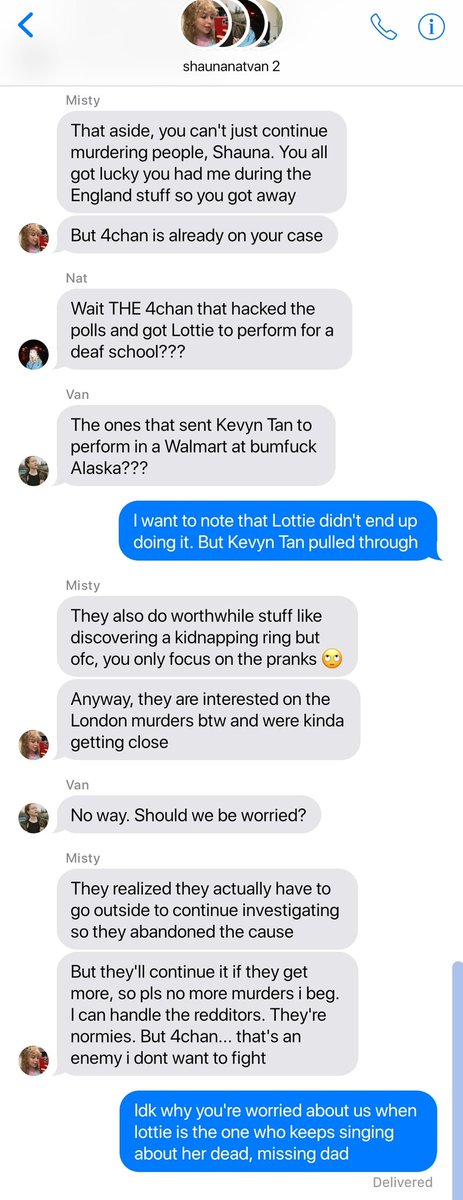 shaunanatvan 2
Misty
That aside, you can't just continue
murdering people, Shauna. You all
got lucky you had me during the
England stuff so you got away
But 4chan is already on your case
Nat
Wait THE 4chan that hacked the
polls and got Lottie to perform for a
deaf school???
Van
The ones that sent Kevyn Tan to
perform in a Walmart at bumfuck
Alaska???
I want to note that Lottie didn't end up
doing it. But Kevyn Tan pulled through
Misty
They also do worthwhile stuff like
discovering a kidnapping ring but
ofc, you only focus on the pranks 🙄
Anyway, they are interested on the
London murders btw and were kinda
getting close
Van
No way. Should we be worried?
Misty
They realized they actually have to
go outside to continue investigating
so they abandoned the cause
But they'll continue it if they get
more, so pls no more murders i beg.
I can handle the redditors. They're
normies. But 4chan... that's an
enemy i dont want to fight
Idk why you're worried about us when
lottie is the one who keeps singing
about her dead, missing dad
Delivered